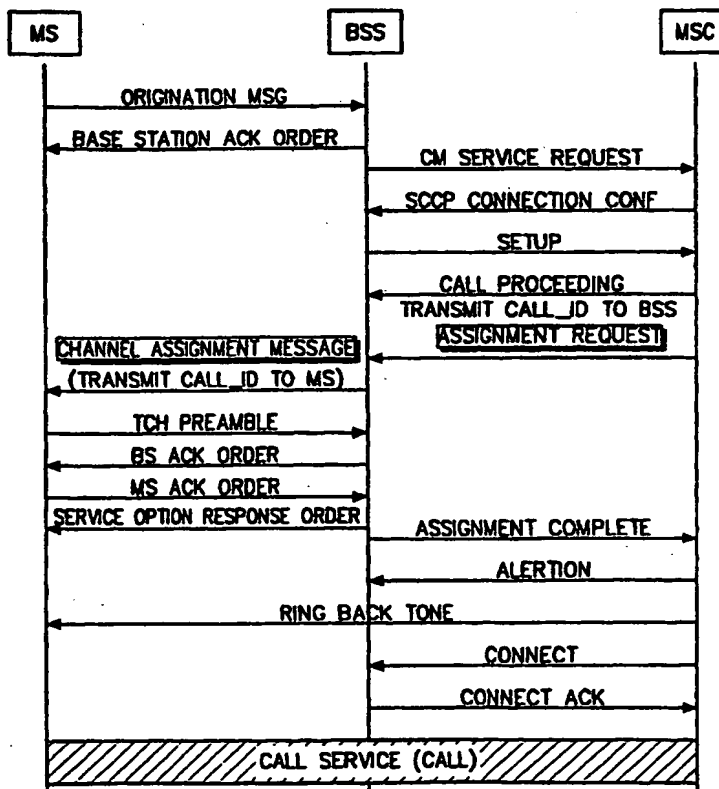 MS BSS MSC
ORIGINATION MSG
BASE STATION ACK ORDER
CM SERVICE REQUEST
SCCP CONNECTION CONF
SETUP
CALL PROCEEDING
TRANSMIT CALL_ID TO BSS
ASSIGNMENT REQUEST
CHANNEL ASSIGNMENT MESSAGE
(TRANSMIT CALL_ID TO MS)
TCH PREAMBLE
BS ACK ORDER
MS ACK ORDER
SERVICE OPTION RESPONSE ORDER
ASSIGNMENT COMPLETE
ALERTION
RING BACK TONE
CONNECT
CONNECT ACK
CALL SERVICE (CALL)